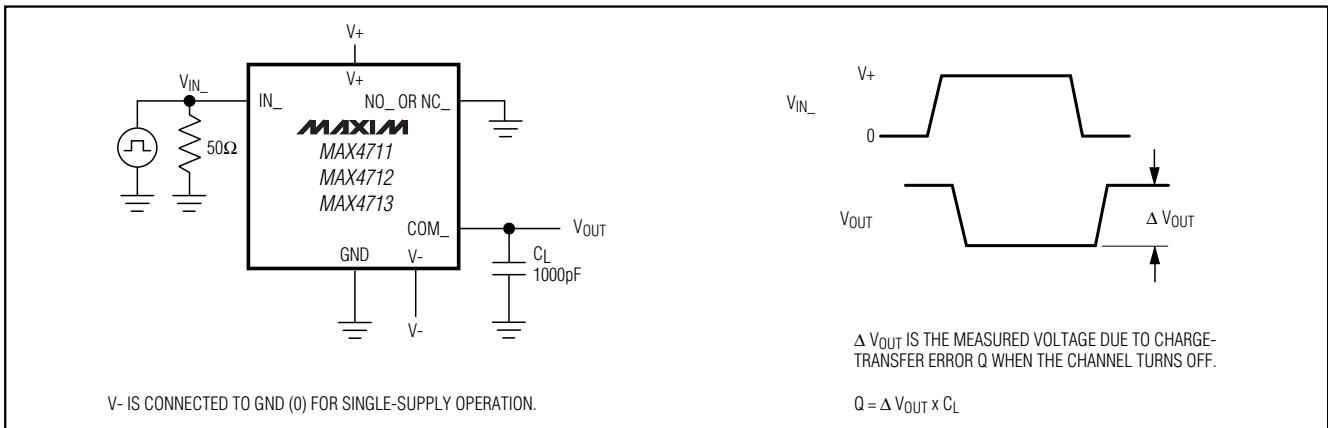 V+
V+
VIN_
IN_
NO_ OR NC_
50Ω
MAXIM
MAX4711
MAX4712
MAX4713
COM_
VOUT
CL
1000pF
GND
V-
V-
V- IS CONNECTED TO GND (0) FOR SINGLE-SUPPLY OPERATION.
V+
VIN_
0
VOUT
Δ VOUT
Δ VOUT IS THE MEASURED VOLTAGE DUE TO CHARGE-
TRANSFER ERROR Q WHEN THE CHANNEL TURNS OFF.
Q = Δ VOUT x CL